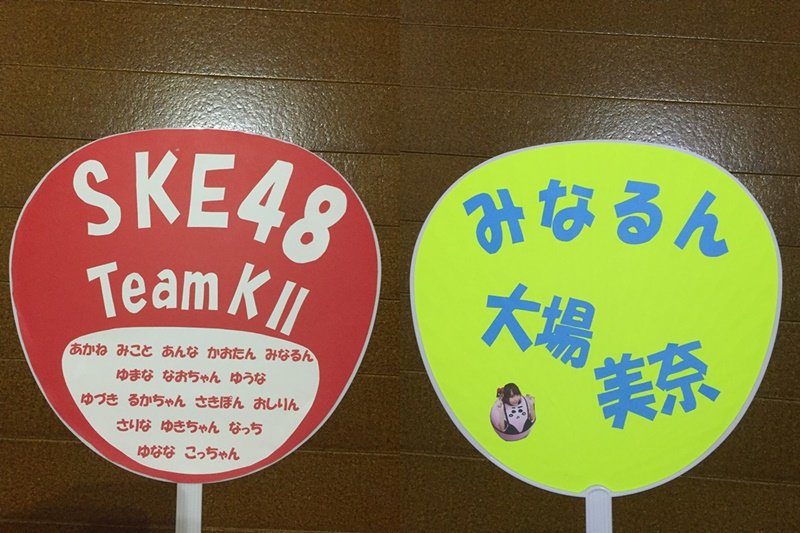 SKE48
Team KII
あかね みこと あんな かおたん みなるん
ゆまな なおちゃん ゆうな
ゆづき るかちゃん さきぽん おしりん
さりな ゆきちゃん なっち
ゆなな こっちゃん
みなるん
大場
美奈